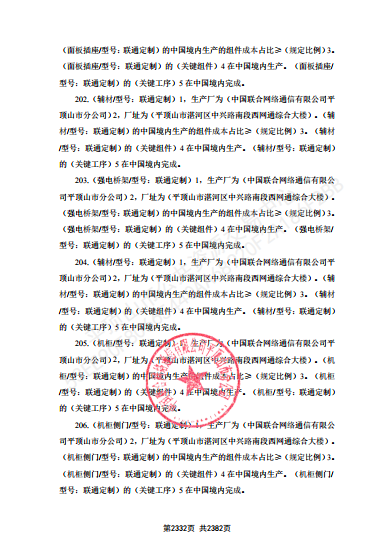 （面板插座/型号：联通定制）的中国境内生产的组件成本占比≥（规定比例）3。
（面板插座/型号：联通定制）的（关键组件）4 在中国境内生产。（面板插座/
型号：联通定制）的（关键工序）5 在中国境内完成。
202.（辅材/型号：联通定制）1，生产厂为（中国联合网络通信有限公司平
顶山市分公司）2，厂址为（平顶山市湛河区中兴路南段西网通综合大楼）。（辅
材/型号：联通定制）的中国境内生产的组件成本占比≥（规定比例）3。（辅材
/型号：联通定制）的（关键组件）4 在中国境内生产。（辅材/型号：联通定制）
的（关键工序）5 在中国境内完成。
203.（强电桥架/型号：联通定制）1，生产厂为（中国联合网络通信有限公
司平顶山市分公司）2，厂址为（平顶山市湛河区中兴路南段西网通综合大楼）。
（强电桥架/型号：联通定制）的中国境内生产的组件成本占比≥（规定比例）3。
（强电桥架/型号：联通定制）的（关键组件）4 在中国境内生产。（强电桥架/
型号：联通定制）的（关键工序）5 在中国境内完成。
204.（辅材/型号：联通定制）1，生产厂为（中国联合网络通信有限公司平
顶山市分公司）2，厂址为（平顶山市湛河区中兴路南段西网通综合大楼）。（辅
材/型号：联通定制）的中国境内生产的组件成本占比≥（规定比例）3。（辅材
/型号：联通定制）的（关键组件）4 在中国境内生产。（辅材/型号：联通定制）
的（关键工序）5 在中国境内完成。
205.（机柜/型号：联通定制）1，生产厂为（中国联合网络通信有限公司平
顶山市分公司）2，厂址为（平顶山市湛河区中兴路南段西网通综合大楼）。（机
柜/型号：联通定制）的中国境内生产的组件成本占比≥（规定比例）3。（机柜
/型号：联通定制）的（关键组件）4 在中国境内生产。（机柜/型号：联通定制）
的（关键工序）5 在中国境内完成。
206.（机柜侧门/型号：联通定制）1，生产厂为（中国联合网络通信有限公
司平顶山市分公司）2，厂址为（平顶山市湛河区中兴路南段西网通综合大楼）。
（机柜侧门/型号：联通定制）的中国境内生产的组件成本占比≥（规定比例）3。
（机柜侧门/型号：联通定制）的（关键组件）4 在中国境内生产。（机柜侧门/
型号：联通定制）的（关键工序）5 在中国境内完成。
第2332页 共2382页